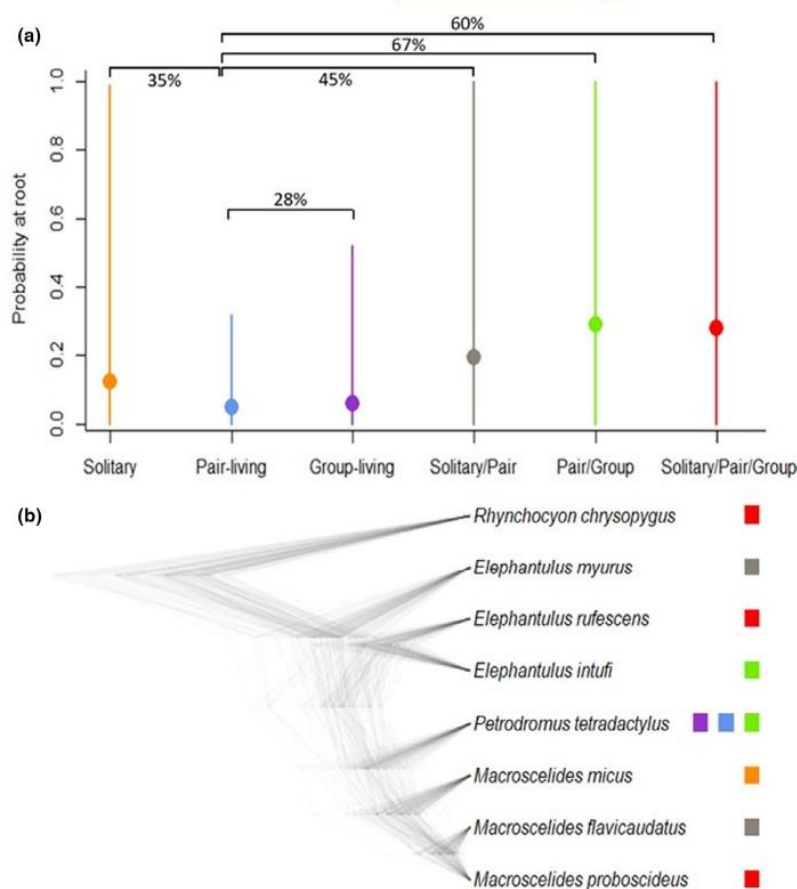 (a)
60%
67%
35%
45%
28%
Probability at root
1.0
0.8
0.6
0.4
0.2
0.0
Solitary
Pair-living
Group-living
Solitary/Pair
Pair/Group
Solitary/Pair/Group
(b)
Rhynchocyon chrysopygus
Elephantulus myurus
Elephantulus rufescens
Elephantulus intufi
Petrodromus tetradactylus
Macroscelides micus
Macroscelides flavicaudatus
Macroscelides proboscideus